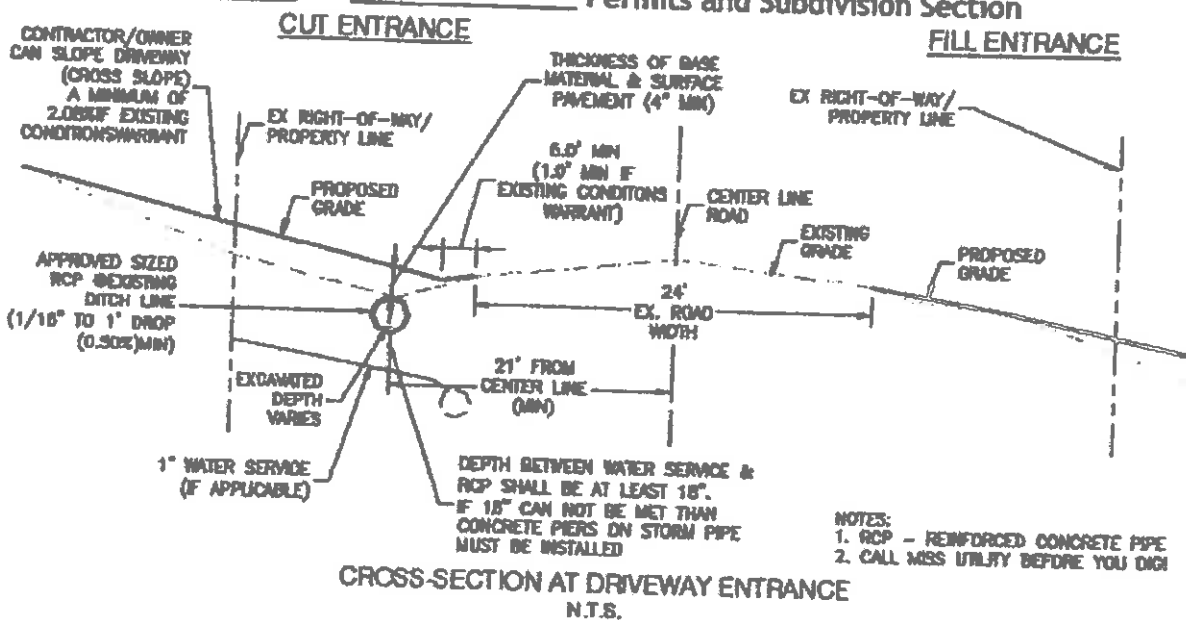 Permits and Subdivision Section
CUT ENTRANCE
FILL ENTRANCE
CONTRACTOR/OWNER
CAN SLOPE DRIVEWAY
(CROSS SLOPE)
A MINIMUM OF
2.08%IF EXISTING
CONDITIONSWARRANT
EX RIGHT-OF-WAY/
PROPERTY LINE
THICKNESS OF BASE
MATERIAL & SURFACE
PAVEMENT (4" MIN)
EX RIGHT-OF-WAY/
PROPERTY LINE
PROPOSED
GRADE
6.0' MIN
(1.0' MIN IF
EXISTING CONDITONS
WARRANT)
CENTER LINE
ROAD
EXISTING
GRADE
PROPOSED
GRADE
APPROVED SIZED
RCP @EXISTING
DITCH LINE
(1/16" TO 1' DROP
(0.50%)MIN)
24'
EX. ROAD
WIDTH
EXCAVATED
DEPTH
VARIES
21' FROM
CENTER LINE
(MIN)
1" WATER SERVICE
(IF APPLICABLE)
DEPTH BETWEEN WATER SERVICE &
RCP SHALL BE AT LEAST 18".
IF 18" CAN NOT BE MET THAN
CONCRETE PIERS ON STORM PIPE
MUST BE INSTALLED
NOTES:
1. RCP - REINFORCED CONCRETE PIPE
2. CALL MISS UTILITY BEFORE YOU DIG!
CROSS-SECTION AT DRIVEWAY ENTRANCE
N.T.S.